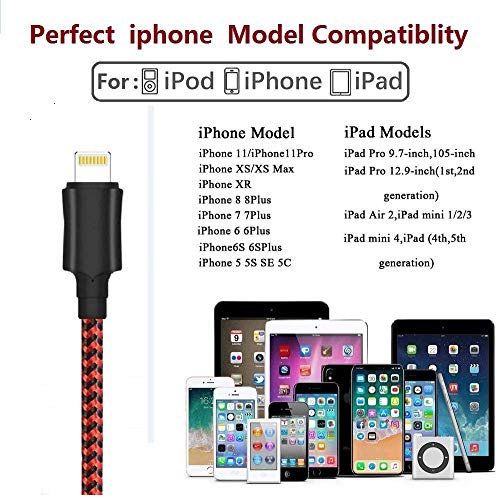 Perfect iphone Model Compatiblity
For: iPod iPhone iPad
iPhone Model
iPhone 11/iPhone11Pro
iPhone XS/XS Max
iPhone XR
iPhone 8 8Plus
iPhone 7 7Plus
iPhone 6 6Plus
iPhone6S 6SPlus
iPhone 5 5S SE 5C
iPad Models
iPad Pro 9.7-inch,105-inch
iPad Pro 12.9-inch(1st,2nd
generation)
iPad Air 2,iPad mini 1/2/3
iPad mini 4,iPad (4th,5th
generation)